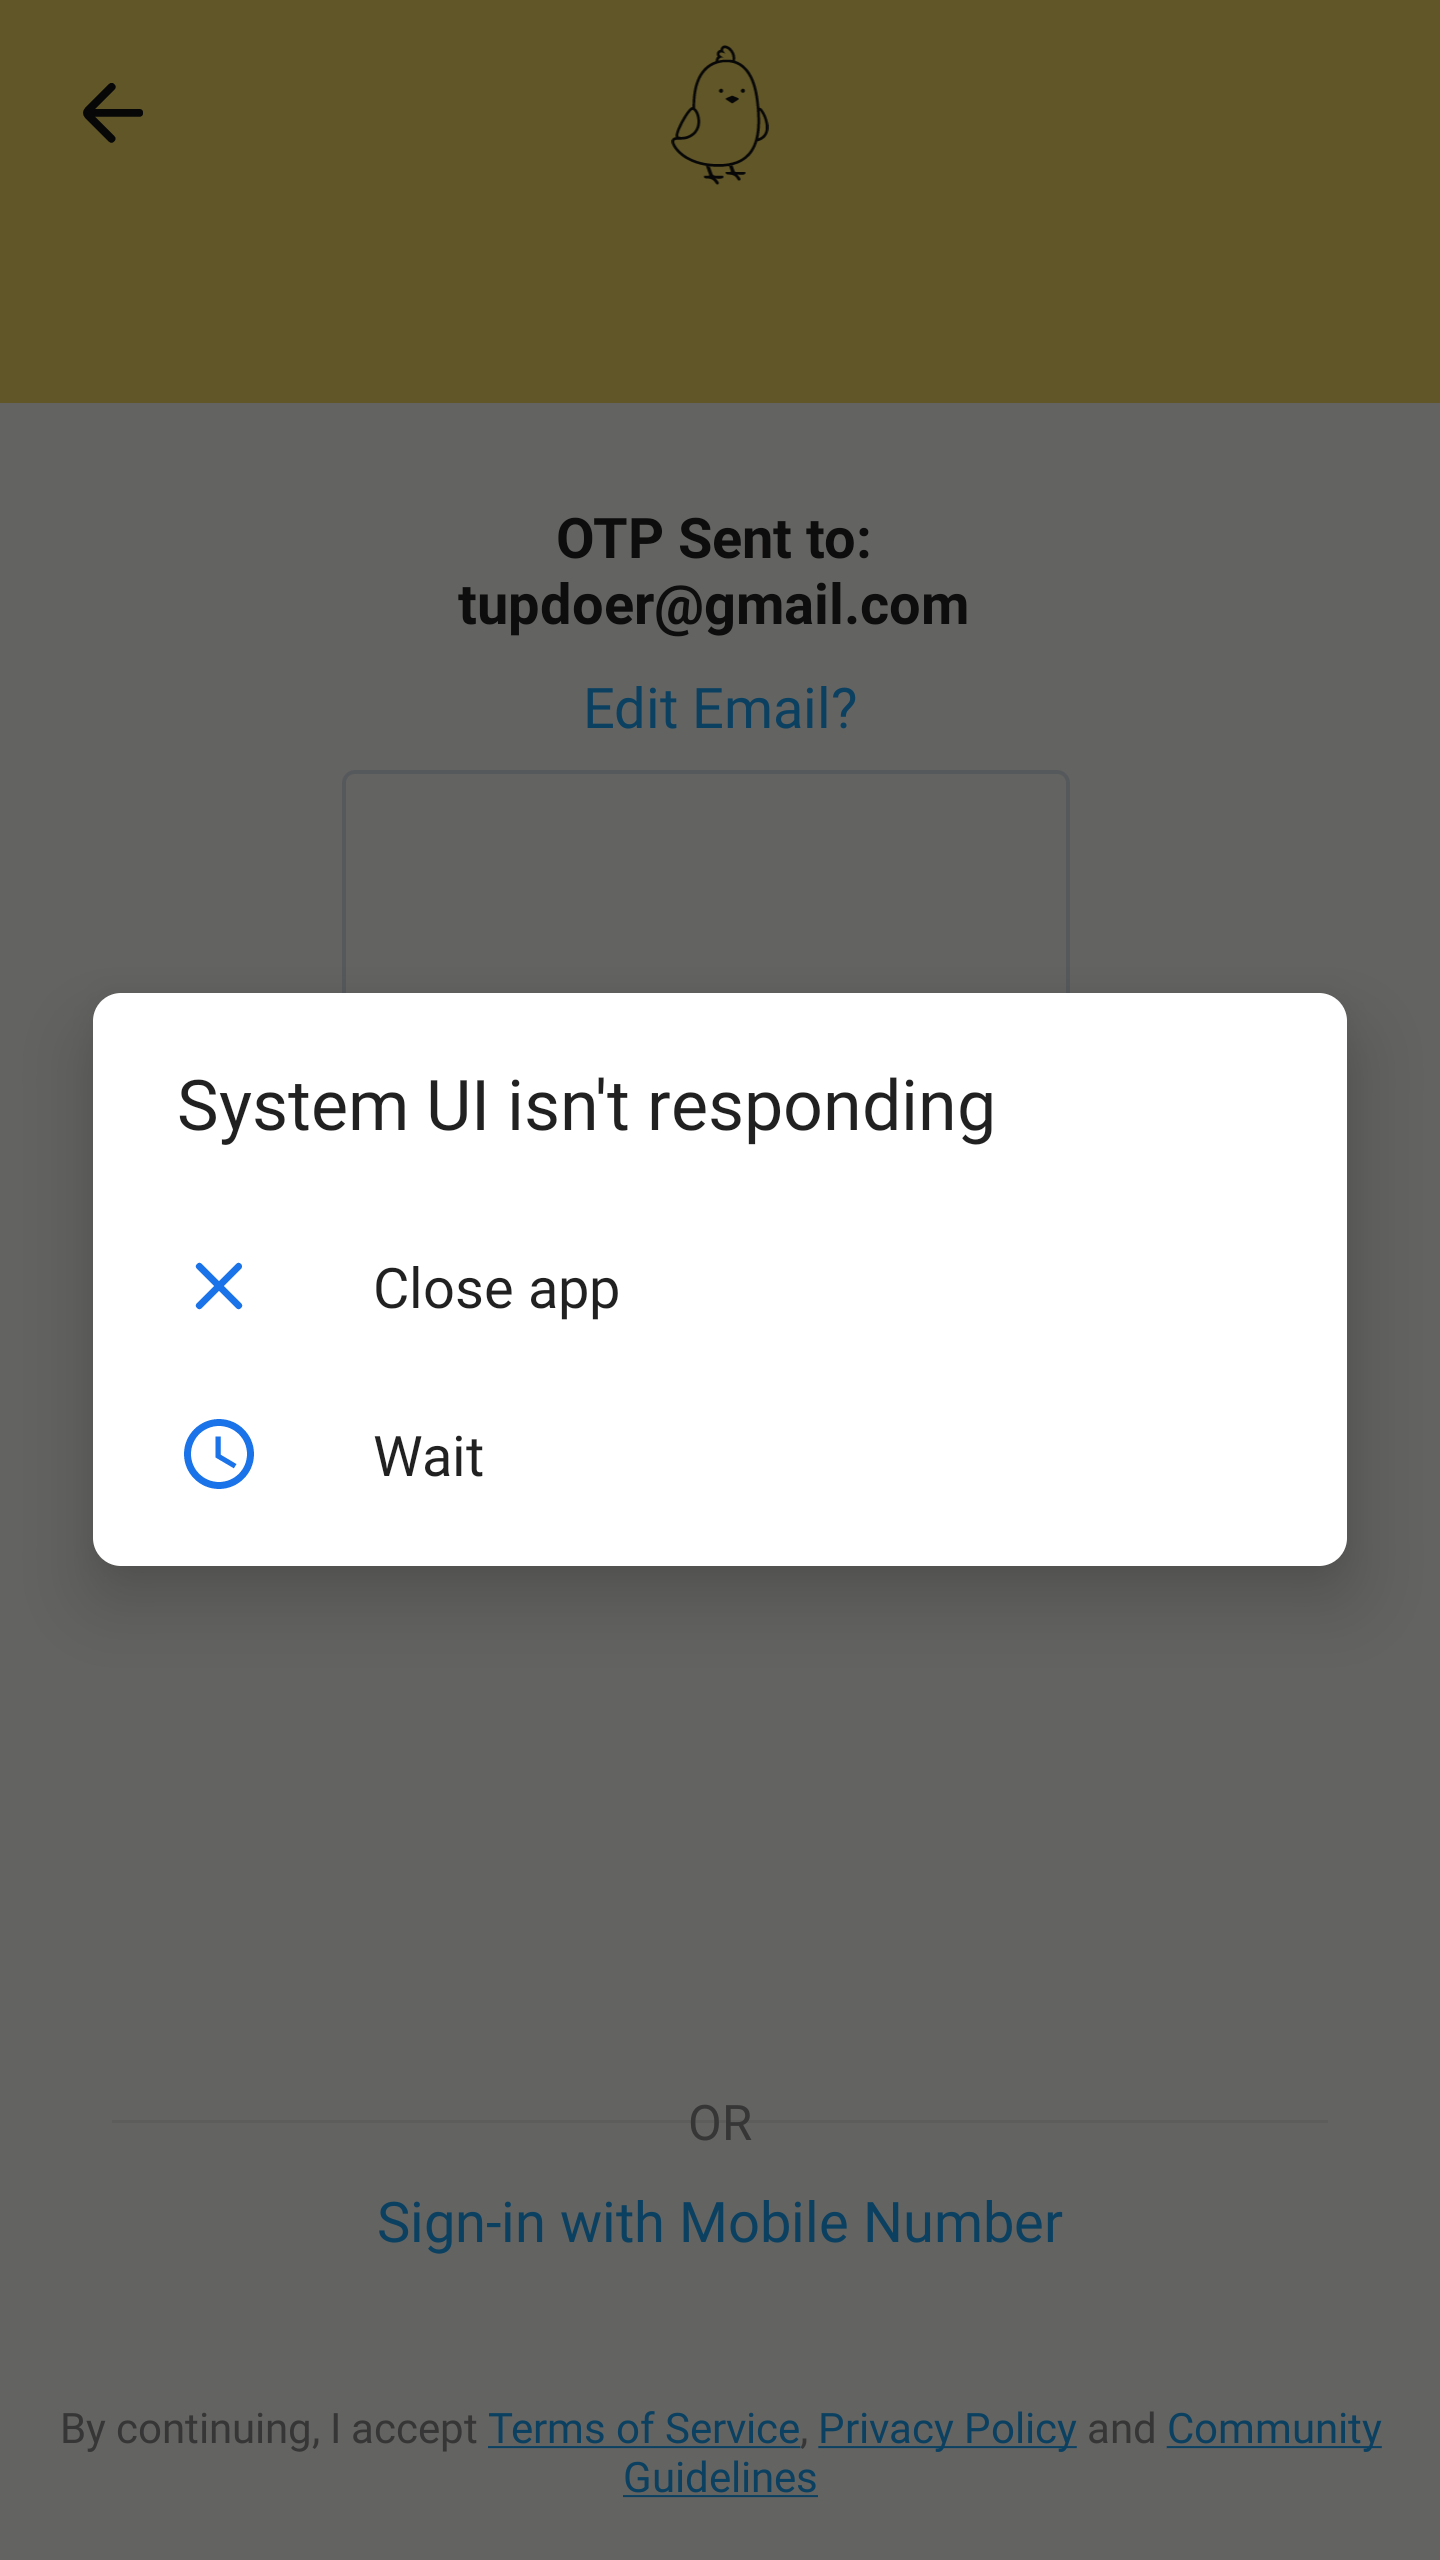 OTP Sent to:
tupdoer@gmail.com
Edit Email?
System UI isn't responding
Close app
Wait
OR
Sign-in with Mobile Number
By continuing, I accept Terms of Service, Privacy Policy and Community
Guidelines